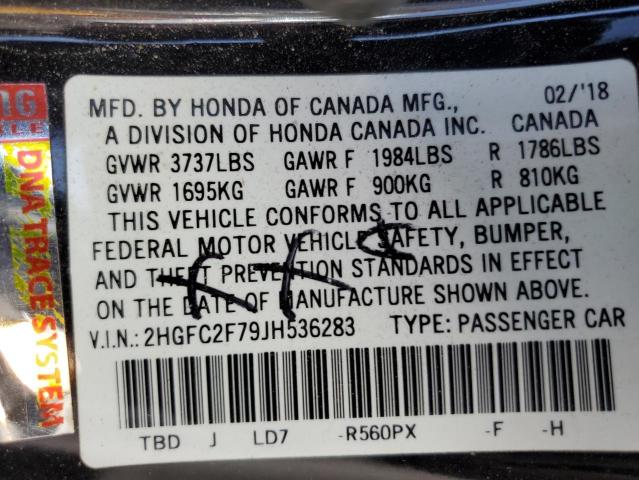 MFD. BY HONDA OF CANADA MFG., 02/'18
A DIVISION OF HONDA CANADA INC. CANADA
GVWR 3737LBS GAWR F 1984LBS R 1786LBS
GVWR 1695KG GAWR F 900KG R 810KG
THIS VEHICLE CONFORMS TO ALL APPLICABLE
FEDERAL MOTOR VEHICLE SAFETY, BUMPER,
AND THEFT PREVENTION STANDARDS IN EFFECT
ON THE DATE OF MANUFACTURE SHOWN ABOVE.
V.I.N.: 2HGFC2F79JH536283 TYPE: PASSENGER CAR
TBD J LD7 -R560PX -F -H
DNA TRACE SYSTEM